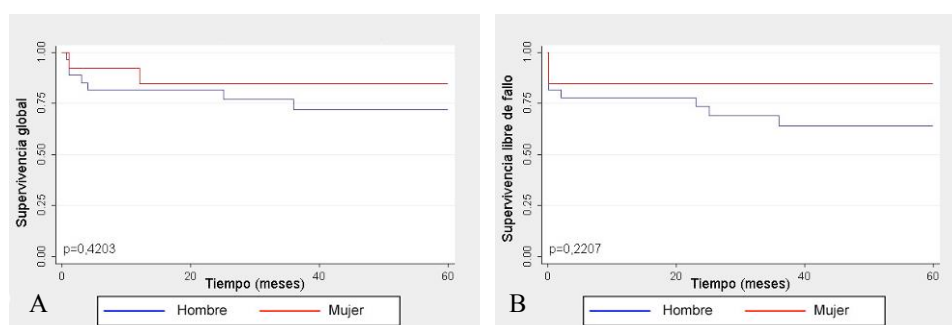 Supervivencia global
1.00
0.75
0.50
0.25
0.00
p=0,4203
0
20
40
60
Tiempo (meses)
A
Hombre
Mujer
Supervivencia libre de fallo
1.00
0.75
0.50
0.25
0.00
p=0,2207
0
20
40
60
Tiempo (meses)
B
Hombre
Mujer